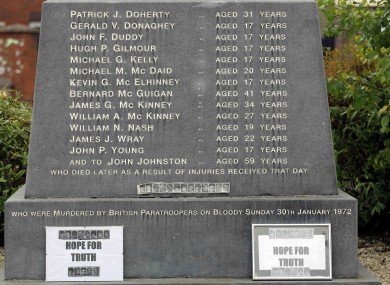 PATRICK J. DOHERTY .. AGED 31 YEARS
GERALD V. DONAGHEY .. AGED 17 YEARS
JOHN F. DUDDY .. AGED 17 YEARS
HUGH P. GILMOUR .. AGED 17 YEARS
MICHAEL G. KELLY .. AGED 17 YEARS
MICHAEL M. MC DAID .. AGED 20 YEARS
KEVIN G. MC ELHINNEY .. AGED 17 YEARS
BERNARD MC GUIGAN .. AGED 41 YEARS
JAMES G. MC KINNEY .. AGED 34 YEARS
WILLIAM A. MC KINNEY .. AGED 27 YEARS
WILLIAM N. NASH .. AGED 19 YEARS
JAMES J. WRAY .. AGED 22 YEARS
JOHN P. YOUNG .. AGED 17 YEARS
AND TO JOHN JOHNSTON .. AGED 59 YEARS
WHO DIED LATER AS A RESULT OF INJURIES RECEIVED THAT DAY
WHO WERE MURDERED BY BRITISH PARATROOPERS ON BLOODY SUNDAY 30TH JANUARY 1972
HOPE FOR
TRUTH
HOPE FOR
TRUTH